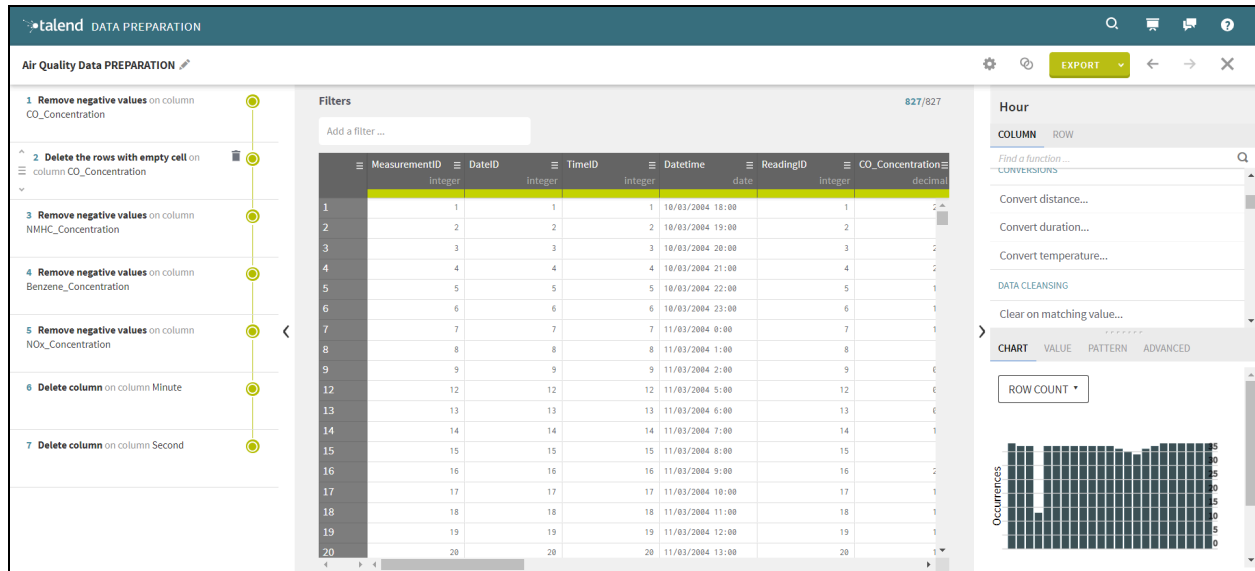 talend DATA PREPARATION
Air Quality Data PREPARATION
EXPORT
1 Remove negative values on column
CO_Concentration
2 Delete the rows with empty cell on
column CO_Concentration
3 Remove negative values on column
NMHC_Concentration
4 Remove negative values on column
Benzene_Concentration
5 Remove negative values on column
NOx_Concentration
6 Delete column on column Minute
7 Delete column on column Second
Filters 827/827
Add a filter ...
MeasurementID DateID TimeID Datetime ReadingID CO_Concentration
integer integer integer date integer decimal
1 1 1 1 10/03/2004 18:00 1 2
2 2 2 2 10/03/2004 19:00 2
3 3 3 3 10/03/2004 20:00 3 2
4 4 4 4 10/03/2004 21:00 4 2
5 5 5 5 10/03/2004 22:00 5 1
6 6 6 6 10/03/2004 23:00 6 1
7 7 7 7 11/03/2004 0:00 7 1
8 8 8 8 11/03/2004 1:00 8
9 9 9 9 11/03/2004 2:00 9
12 12 12 12 11/03/2004 5:00 12
13 13 13 13 11/03/2004 6:00 13
14 14 14 14 11/03/2004 7:00 14 1
15 15 15 15 11/03/2004 8:00 15
16 16 16 16 11/03/2004 9:00 16 2
17 17 17 17 11/03/2004 10:00 17 1
18 18 18 18 11/03/2004 11:00 18 1
19 19 19 19 11/03/2004 12:00 19 1
20 20 20 20 11/03/2004 13:00 20 1
Hour
COLUMN ROW
Find a function...
CONVERSIONS
Convert distance...
Convert duration...
Convert temperature...
DATA CLEANSING
Clear on matching value...
CHART VALUE PATTERN ADVANCED
ROW COUNT
Occurrences
35
30
25
20
15
10
5
0